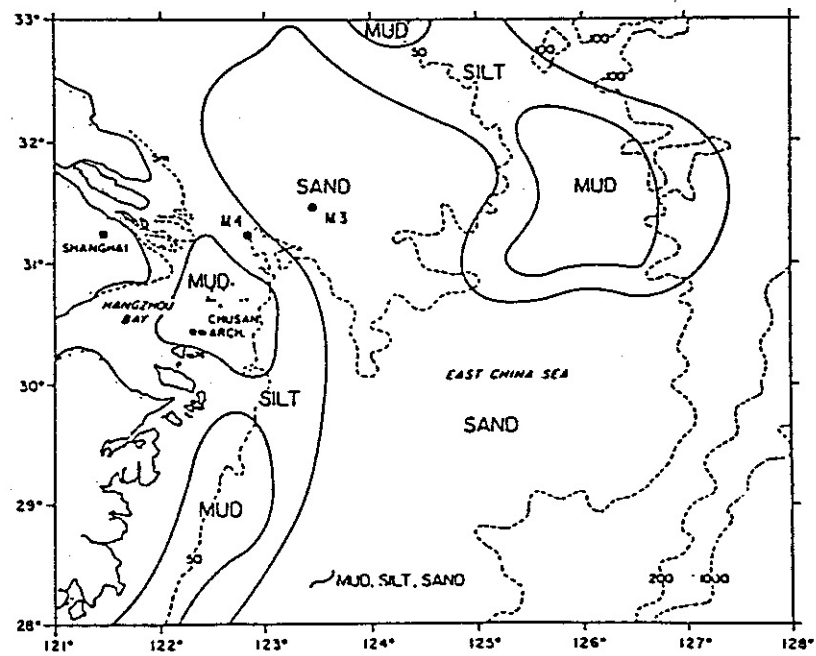 33°
MUD
50
SILT
100
100
100
32°
SAND
MUD
M3
M4
SHANGHAI
31°
MUD
HANGZHOU
BAY
CHUSAN
ARCH.
30°
EAST CHINA SEA
SILT
SAND
29°
MUD
50
MUD, SILT, SAND
200
1000
28°
121°
122°
123°
124°
125°
126°
127°
128°